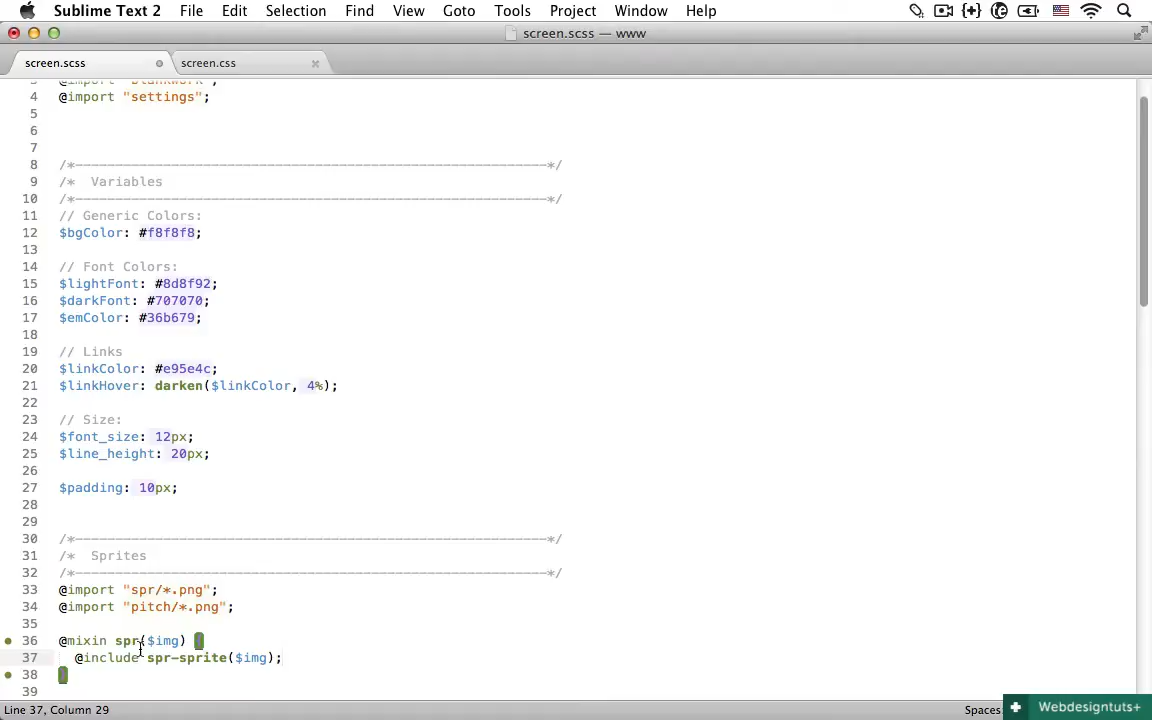 Sublime Text 2 File Edit Selection Find View Goto Tools Project Window Help
screen.scss — www
screen.scss screen.css
3 @import "blankwork";
4 @import "settings";
5
6
7
8 /*———————————————————————————————*/
9 /* Variables
10 /*———————————————————————————————*/
11 // Generic Colors:
12 $bgColor: #f8f8f8;
13
14 // Font Colors:
15 $lightFont: #8d8f92;
16 $darkFont: #707070;
17 $emColor: #36b679;
18
19 // Links
20 $linkColor: #e95e4c;
21 $linkHover: darken($linkColor, 4%);
22
23 // Size:
24 $font_size: 12px;
25 $line_height: 20px;
26
27 $padding: 10px;
28
29
30 /*———————————————————————————————*/
31 /* Sprites
32 /*———————————————————————————————*/
33 @import "spr/*.png";
34 @import "pitch/*.png";
35
36 @mixin spr($img) {
37 @include spr-sprite($img);
38 }
39
Line 37, Column 29 Spaces
Webdesigntuts+